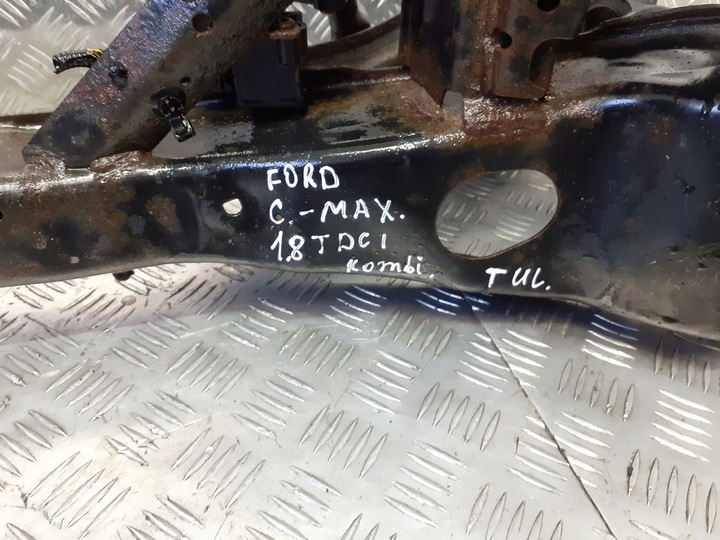 FORD
C.-MAX.
1,8 TDCI
Kombi.
TUL.